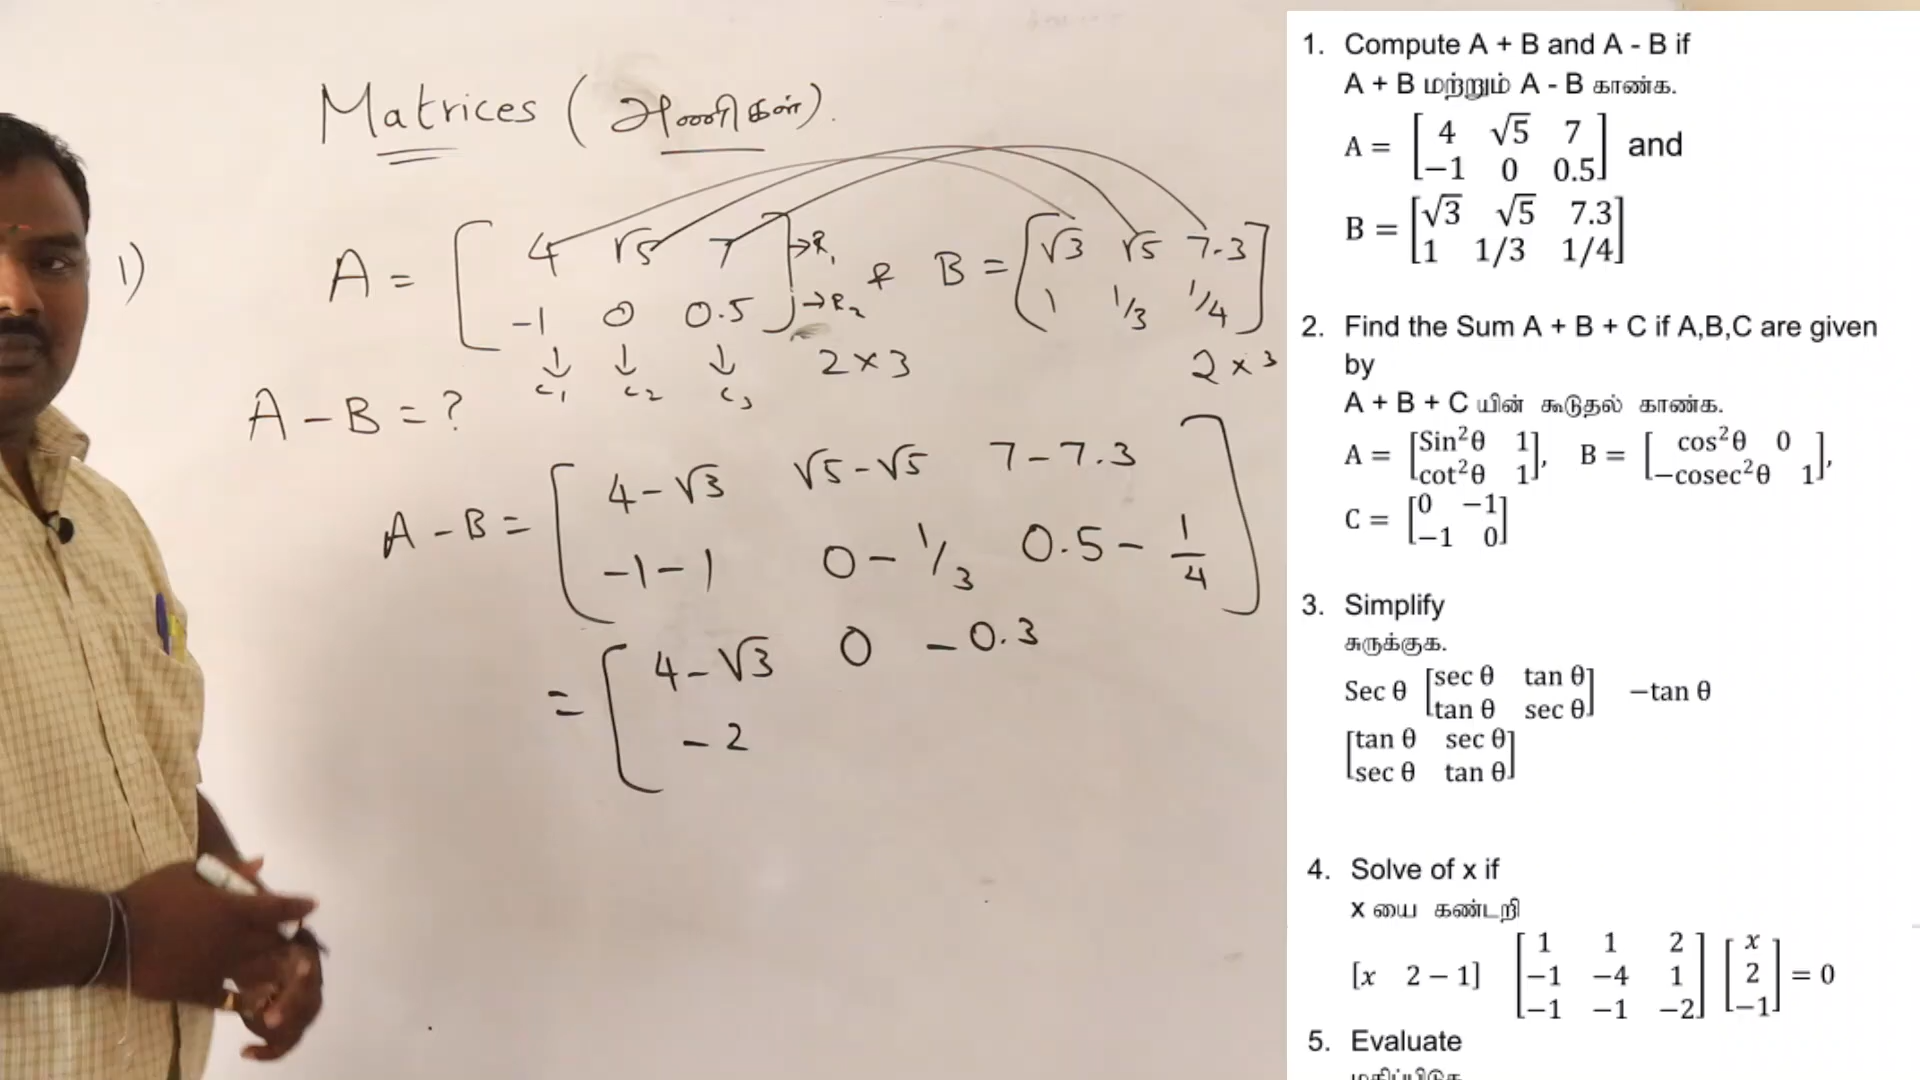 Matrices (அணிகள்).
1) A = [ 4 √5 7 ] →R₁ & B = [ √3 √5 7.3 ]
[ -1 0 0.5 ] →R₂ [ 1 1/3 1/4 ]
↓ ↓ ↓ 2 × 3 2 × 3
C₁ C₂ C₃
A - B = ?
A - B = [ 4 - √3 √5 - √5 7 - 7.3 ]
[ -1 - 1 0 - 1/3 0.5 - 1/4 ]
= [ 4 - √3 0 - 0.3
- 2
1. Compute A + B and A - B if
A + B மற்றும் A - B காண்க.
A = [ 4 √5 7 ] and
[ −1 0 0.5 ]
B = [ √3 √5 7.3 ]
[ 1 1/3 1/4 ]
2. Find the Sum A + B + C if A,B,C are given
by
A + B + C யின் கூடுதல் காண்க.
A = [ Sin²θ 1 ], B = [ cos²θ 0 ],
[ cot²θ 1 ] [ −cosec²θ 1 ]
C = [ 0 −1 ]
[ −1 0 ]
3. Simplify
சுருக்குக.
Sec θ [ sec θ tan θ ] −tan θ
[ tan θ sec θ ]
[ tan θ sec θ ]
[ sec θ tan θ ]
4. Solve of x if
x யை கண்டறி
[ 1 1 2 ] [ x ]
[x 2 − 1] [ −1 −4 1 ] [ 2 ] = 0
[ −1 −1 −2 ] [ −1 ]
5. Evaluate